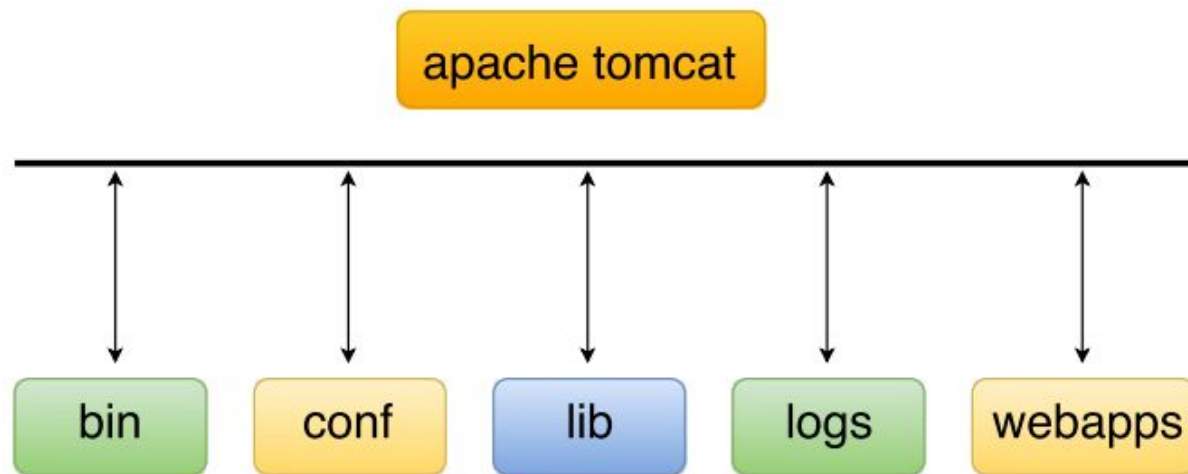 apache tomcat
bin
conf
lib
logs
webapps